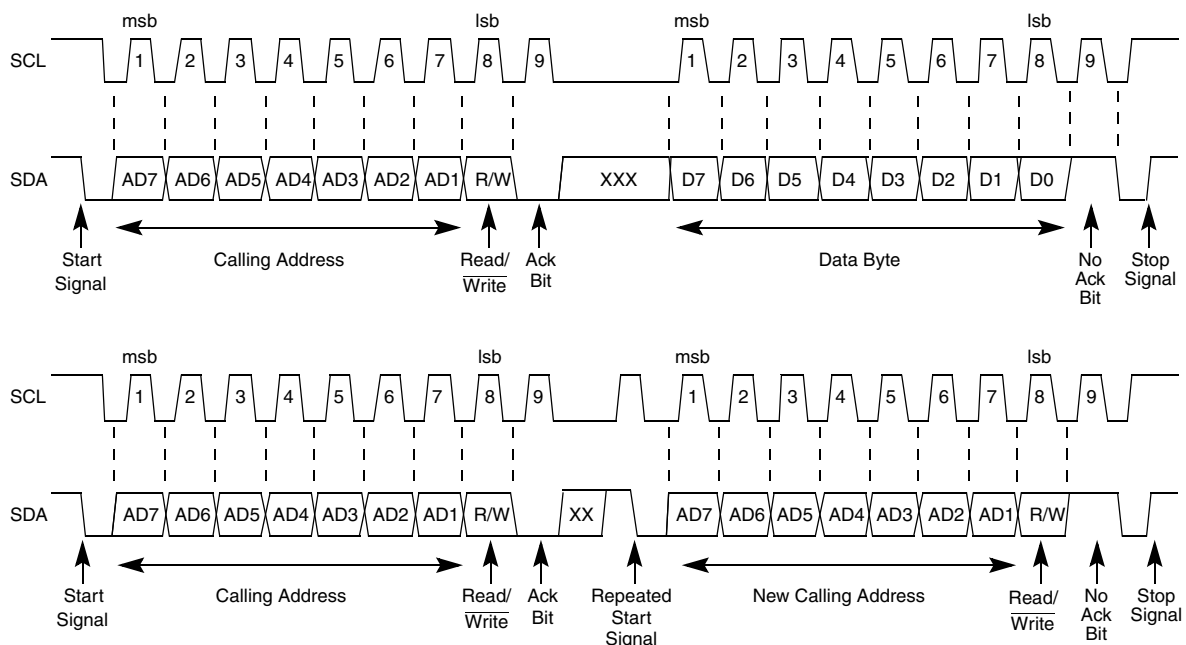 msb lsb msb lsb
SCL 1 2 3 4 5 6 7 8 9 1 2 3 4 5 6 7 8 9
SDA AD7 AD6 AD5 AD4 AD3 AD2 AD1 R/W XXX D7 D6 D5 D4 D3 D2 D1 D0
Start Signal
Calling Address
Read/ Write
Ack Bit
Data Byte
No Ack Bit
Stop Signal
msb lsb msb lsb
SCL 1 2 3 4 5 6 7 8 9 1 2 3 4 5 6 7 8 9
SDA AD7 AD6 AD5 AD4 AD3 AD2 AD1 R/W XX AD7 AD6 AD5 AD4 AD3 AD2 AD1 R/W
Start Signal
Calling Address
Read/ Write
Ack Bit
Repeated Start Signal
New Calling Address
Read/ Write
No Ack Bit
Stop Signal